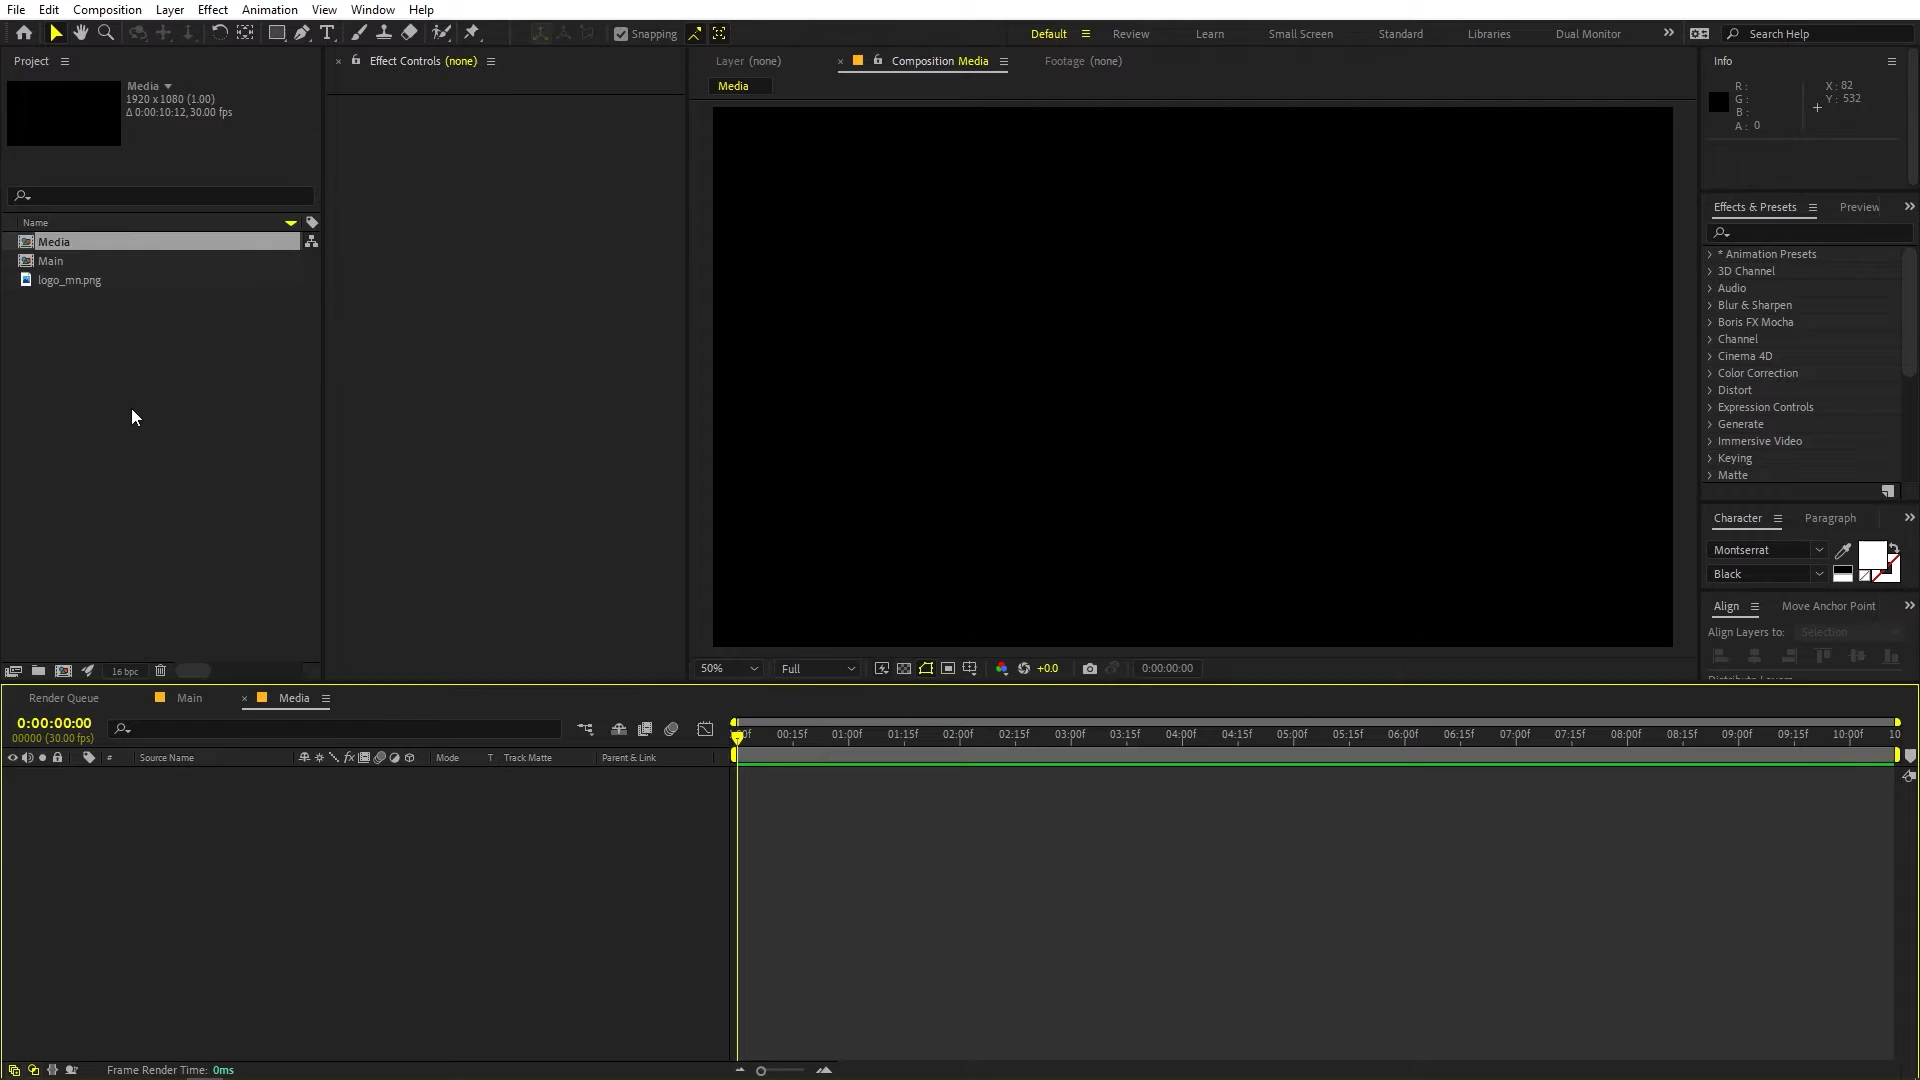 File Edit Composition Layer Effect Animation View Window Help
Snapping
Default Review Learn Small Screen Standard Libraries Dual Monitor
Search Help
Project
Media
1920 x 1080 (1.00)
Δ 0:00:10:12, 30.00 fps
Name
Media
Main
logo_mn.png
16 bpc
Effect Controls (none)
Layer (none)
Composition Media
Footage (none)
Media
50%
Full
+0.0
0:00:00:00
Info
R :
G :
B :
A : 0
X : 82
Y : 532
Effects & Presets
Preview
* Animation Presets
3D Channel
Audio
Blur & Sharpen
Boris FX Mocha
Channel
Cinema 4D
Color Correction
Distort
Expression Controls
Generate
Immersive Video
Keying
Matte
Character
Paragraph
Montserrat
Black
Align
Move Anchor Point
Align Layers to:
Selection
Render Queue
Main
Media
0:00:00:00
00000 (30.00 fps)
# Source Name
fx
Mode T Track Matte Parent & Link
00:15f 01:00f 01:15f 02:00f 02:15f 03:00f 03:15f 04:00f 04:15f 05:00f 05:15f 06:00f 06:15f 07:00f 07:15f 08:00f 08:15f 09:00f 09:15f 10:00f 10
Frame Render Time: 0ms